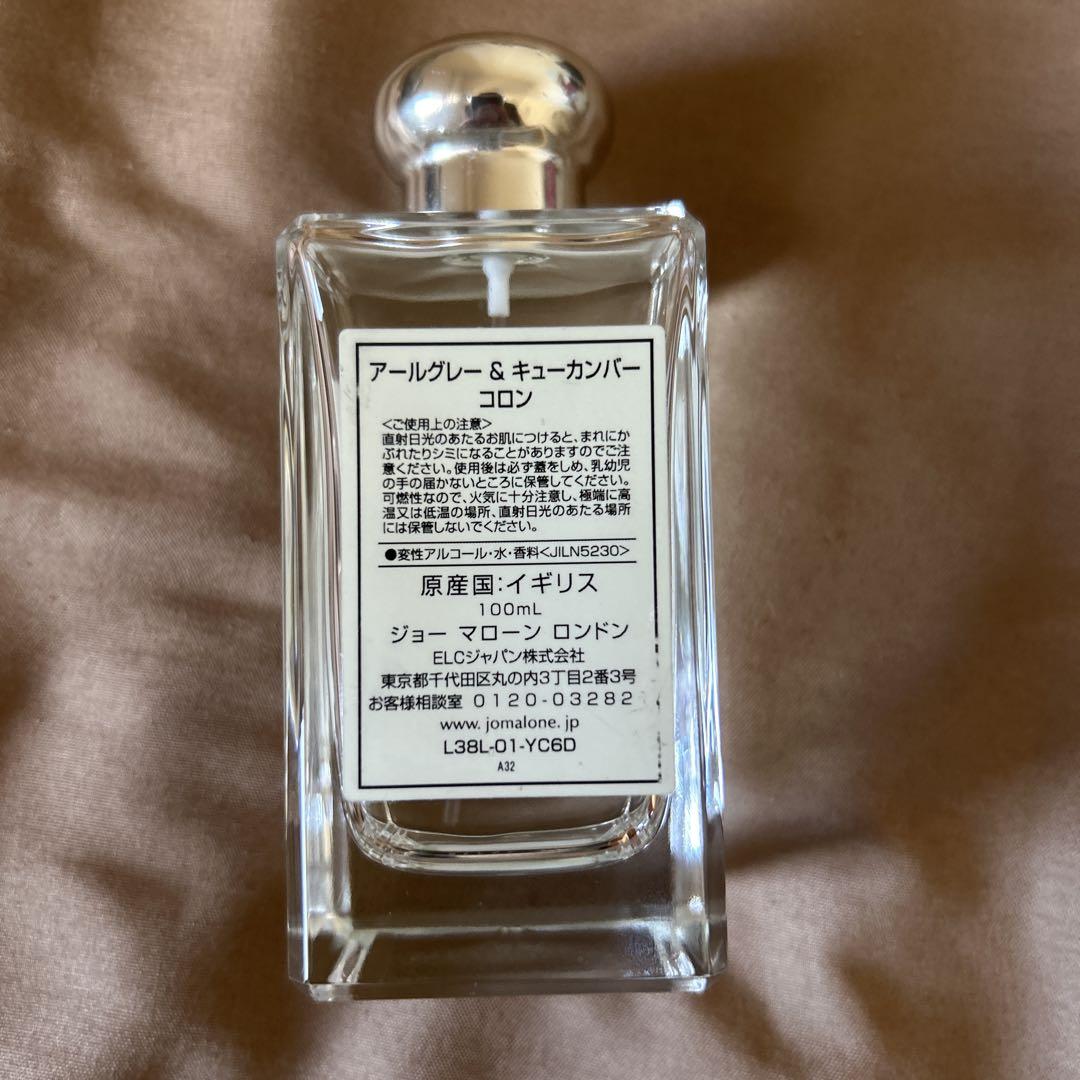 アールグレー & キューカンバー
コロン
<ご使用上の注意>
直射日光のあたるお肌につけると、まれにか
ぶれたりシミになることがありますのでご注
意ください。使用後は必ず蓋をしめ、乳幼児
の手の届かないところに保管してください。
可燃性なので、火気に十分注意し、極端に高
温又は低温の場所、直射日光のあたる場所
には保管しないでください。
●変性アルコール・水・香料<JILN5230>
原産国:イギリス
100mL
ジョー マローン ロンドン
ELCジャパン株式会社
東京都千代田区丸の内3丁目2番3号
お客様相談室 0120-03282
www. jomalone. jp
L38L-01-YC6D
A32